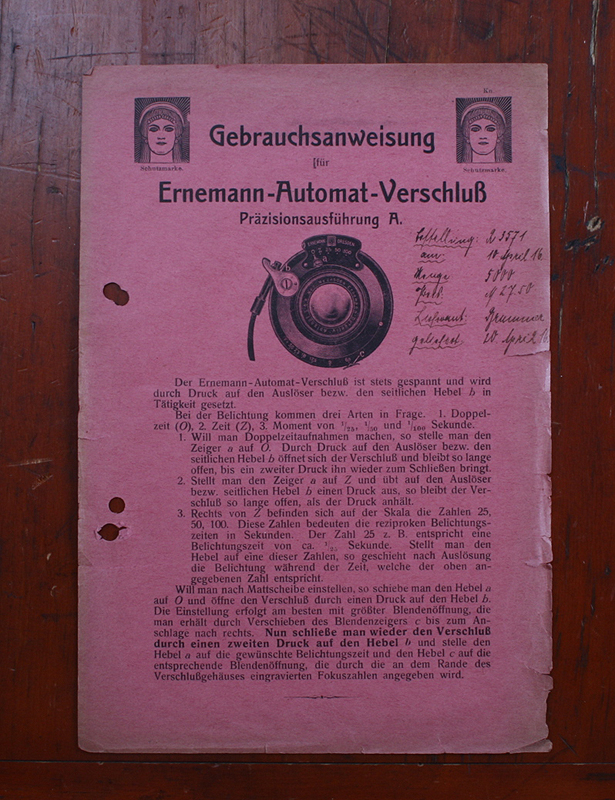 Kn.
Schutzmarke.
Schutzmarke.
Gebrauchsanweisung
für
Ernemann-Automat-Verschluß
Präzisionsausführung A.
Bestellung: 2 3571
am: 10 April 16.
Menge 5000
Preis M 27.50
Lieferant:
geliefert: 20 April 16
b
a
c
Der Ernemann-Automat-Verschluß ist stets gespannt und wird
durch Druck auf den Auslöser bezw. den seitlichen Hebel b in
Tätigkeit gesetzt.
Bei der Belichtung kommen drei Arten in Frage. 1. Doppel-
zeit (O), 2. Zeit (Z), 3. Moment von 1/25, 1/50 und 1/100 Sekunde.
1. Will man Doppelzeitaufnahmen machen, so stelle man den
Zeiger a auf O. Durch Druck auf den Auslöser bezw. den
seitlichen Hebel b öffnet sich der Verschluß und bleibt so lange
offen, bis ein zweiter Druck ihn wieder zum Schließen bringt.
2. Stellt man den Zeiger a auf Z und übt auf den Auslöser
bezw. seitlichen Hebel b einen Druck aus, so bleibt der Ver-
schluß so lange offen, als der Druck anhält.
3. Rechts von Z befinden sich auf der Skala die Zahlen 25,
50, 100. Diese Zahlen bedeuten die reziproken Belichtungs-
zeiten in Sekunden. Der Zahl 25 z. B. entspricht eine
Belichtungszeit von ca. 1/25 Sekunde. Stellt man den
Hebel auf eine dieser Zahlen, so geschieht nach Auslösung
die Belichtung während der Zeit, welche der oben an-
gegebenen Zahl entspricht.
Will man nach Mattscheibe einstellen, so schiebe man den Hebel a
auf O und öffne den Verschluß durch einen Druck auf den Hebel b.
Die Einstellung erfolgt am besten mit größter Blendenöffnung, die
man erhält durch Verschieben des Blendenzeigers c bis zum An-
schlage nach rechts. Nun schließe man wieder den Verschluß
durch einen zweiten Druck auf den Hebel b und stelle den
Hebel a auf die gewünschte Belichtungszeit und den Hebel c auf die
entsprechende Blendenöffnung, die durch die an dem Rande des
Verschlußgehäuses eingravierten Fokuszahlen angegeben wird.